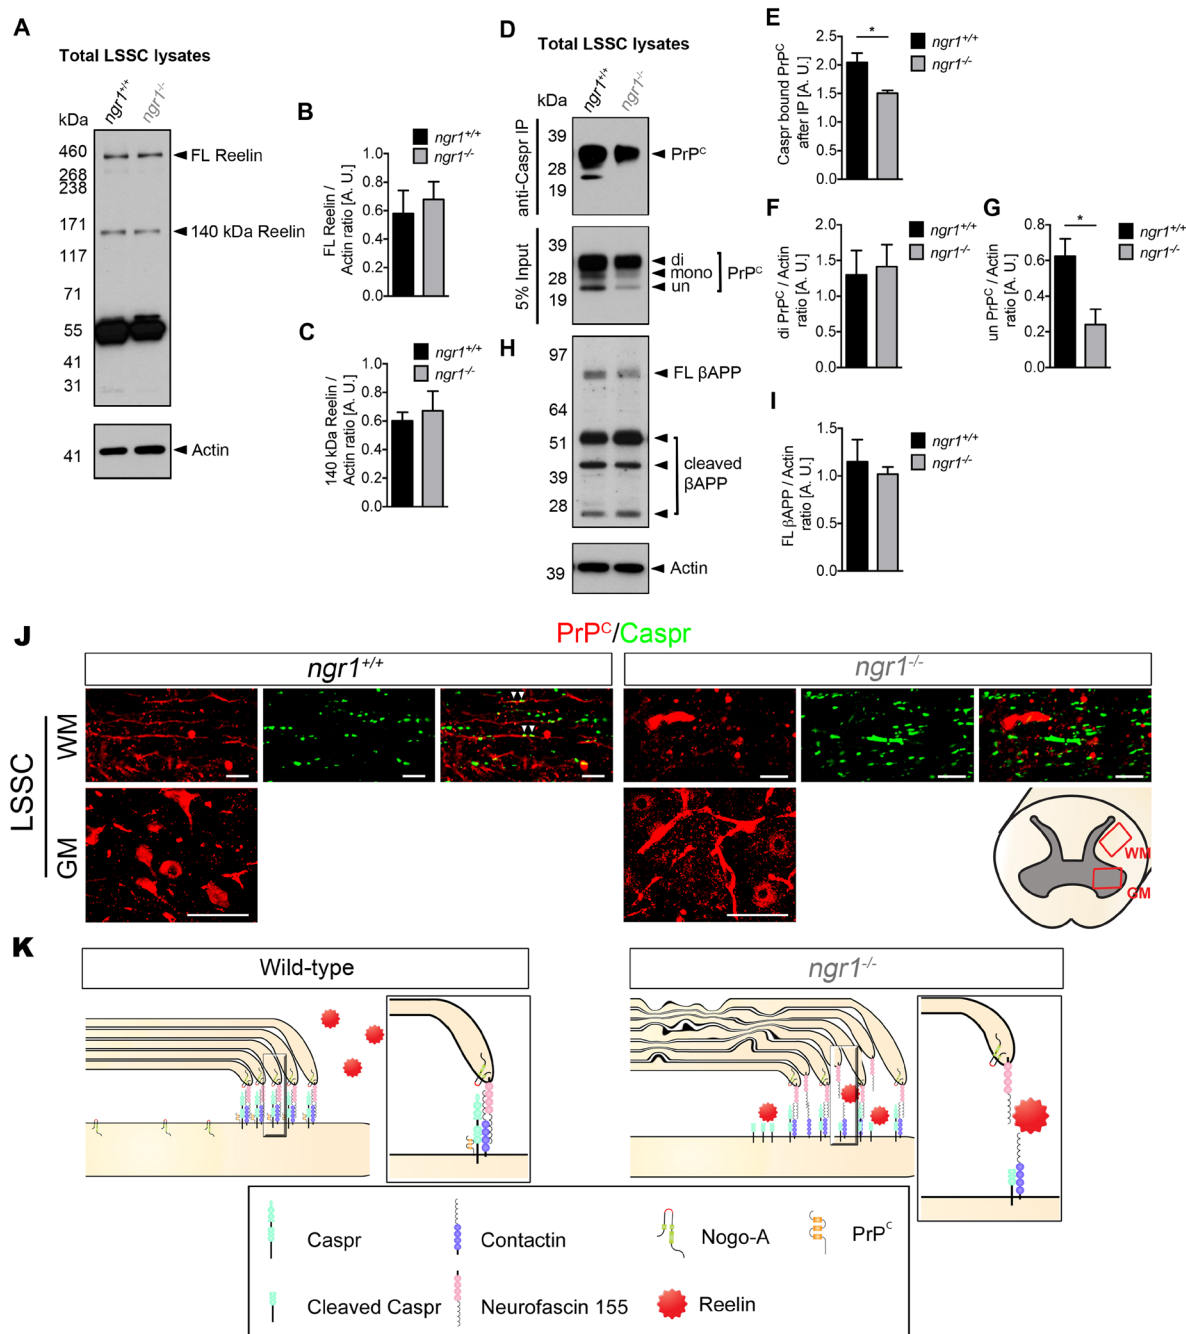 A
Total LSSC lysates
ngr1+/+
ngr1-/-
kDa
460
268
238
171
117
71
55
41
31
41
FL Reelin
140 kDa Reelin
Actin
B
ngr1+/+
ngr1-/-
FL Reelin /
Actin ratio [A. U.]
1.0
0.8
0.6
0.4
0.2
0.0
C
ngr1+/+
ngr1-/-
140 kDa Reelin /
Actin ratio [A. U.]
1.0
0.8
0.6
0.4
0.2
0.0
D
Total LSSC lysates
ngr1+/+
ngr1-/-
kDa
anti-Caspr IP
39
28
19
PrPC
5% Input
39
28
19
di
mono
un
PrPC
E
*
ngr1+/+
ngr1-/-
Caspr bound PrPC
after IP [A. U.]
2.5
2.0
1.5
1.0
0.5
0.0
F
ngr1+/+
ngr1-/-
di PrPC / Actin
ratio [A. U.]
2.0
1.5
1.0
0.5
0.0
G
*
ngr1+/+
ngr1-/-
un PrPC / Actin
ratio [A. U.]
0.8
0.6
0.4
0.2
0
H
97
64
51
39
28
39
FL βAPP
cleaved
βAPP
Actin
I
ngr1+/+
ngr1-/-
FL βAPP / Actin
ratio [A. U.]
1.5
1.0
0.5
0.0
J
PrPC/Caspr
ngr1+/+
ngr1-/-
LSSC
WM
GM
WM
GM
K
Wild-type
ngr1-/-
Caspr
Contactin
Nogo-A
PrPC
Cleaved Caspr
Neurofascin 155
Reelin